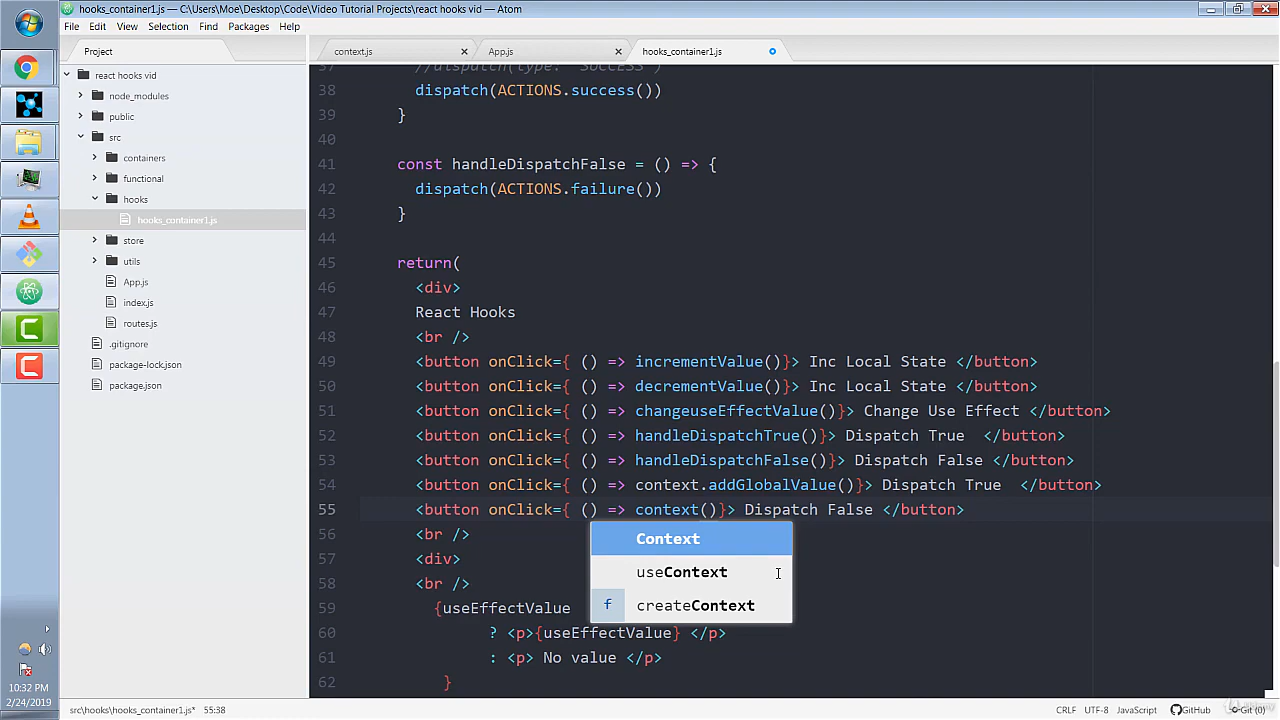 hooks_container1.js — C:\Users\Moe\Desktop\Code\Video Tutorial Projects\react hooks vid — Atom
File Edit View Selection Find Packages Help
Project
context.js
App.js
hooks_container1.js
react hooks vid
node_modules
public
src
containers
functional
hooks
hooks_container1.js
store
utils
App.js
index.js
routes.js
.gitignore
package-lock.json
package.json
37 //dispatch(type: "SUCCESS")
38 dispatch(ACTIONS.success())
39 }
40
41 const handleDispatchFalse = () => {
42 dispatch(ACTIONS.failure())
43 }
44
45 return(
46 <div>
47 React Hooks
48 <br />
49 <button onClick={ () => incrementValue()}> Inc Local State </button>
50 <button onClick={ () => decrementValue()}> Inc Local State </button>
51 <button onClick={ () => changeuseEffectValue()}> Change Use Effect </button>
52 <button onClick={ () => handleDispatchTrue()}> Dispatch True </button>
53 <button onClick={ () => handleDispatchFalse()}> Dispatch False </button>
54 <button onClick={ () => context.addGlobalValue()}> Dispatch True </button>
55 <button onClick={ () => context()}> Dispatch False </button>
56 <br />
57 <div>
58 <br />
59 {useEffectValue
60 ? <p>{useEffectValue} </p>
61 : <p> No value </p>
62 }
Context
useContext
f createContext
10:32 PM
2/24/2019
src\hooks\hooks_container1.js* 55:38
CRLF UTF-8 JavaScript GitHub Git (0)